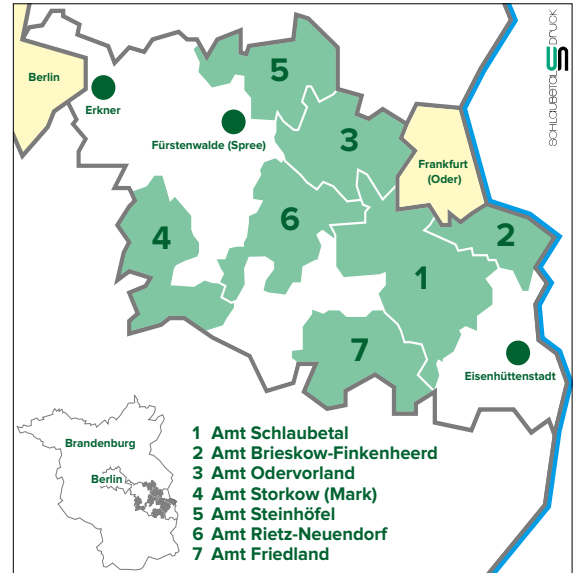 Berlin
Erkner
Fürstenwalde (Spree)
5
3
Frankfurt
(Oder)
4
6
2
1
7
Eisenhüttenstadt
SCHLAUBETAL DRUCK
Brandenburg
Berlin
1 Amt Schlaubetal
2 Amt Brieskow-Finkenheerd
3 Amt Odervorland
4 Amt Storkow (Mark)
5 Amt Steinhöfel
6 Amt Rietz-Neuendorf
7 Amt Friedland